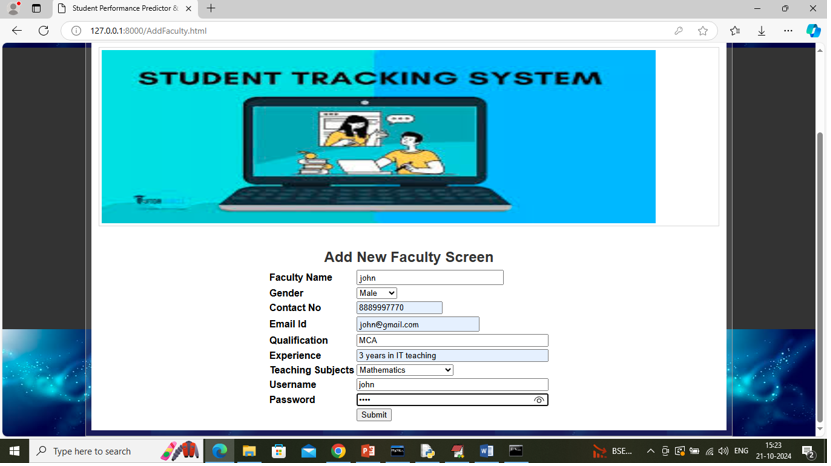 Student Performance Predictor &
127.0.0.1:8000/AddFaculty.html
STUDENT TRACKING SYSTEM
Add New Faculty Screen
Faculty Name john
Gender Male
Contact No 8889997770
Email Id john@gmail.com
Qualification MCA
Experience 3 years in IT teaching
Teaching Subjects Mathematics
Username john
Password ••••
Submit
Type here to search
BSE...
ENG
15:23
21-10-2024
2